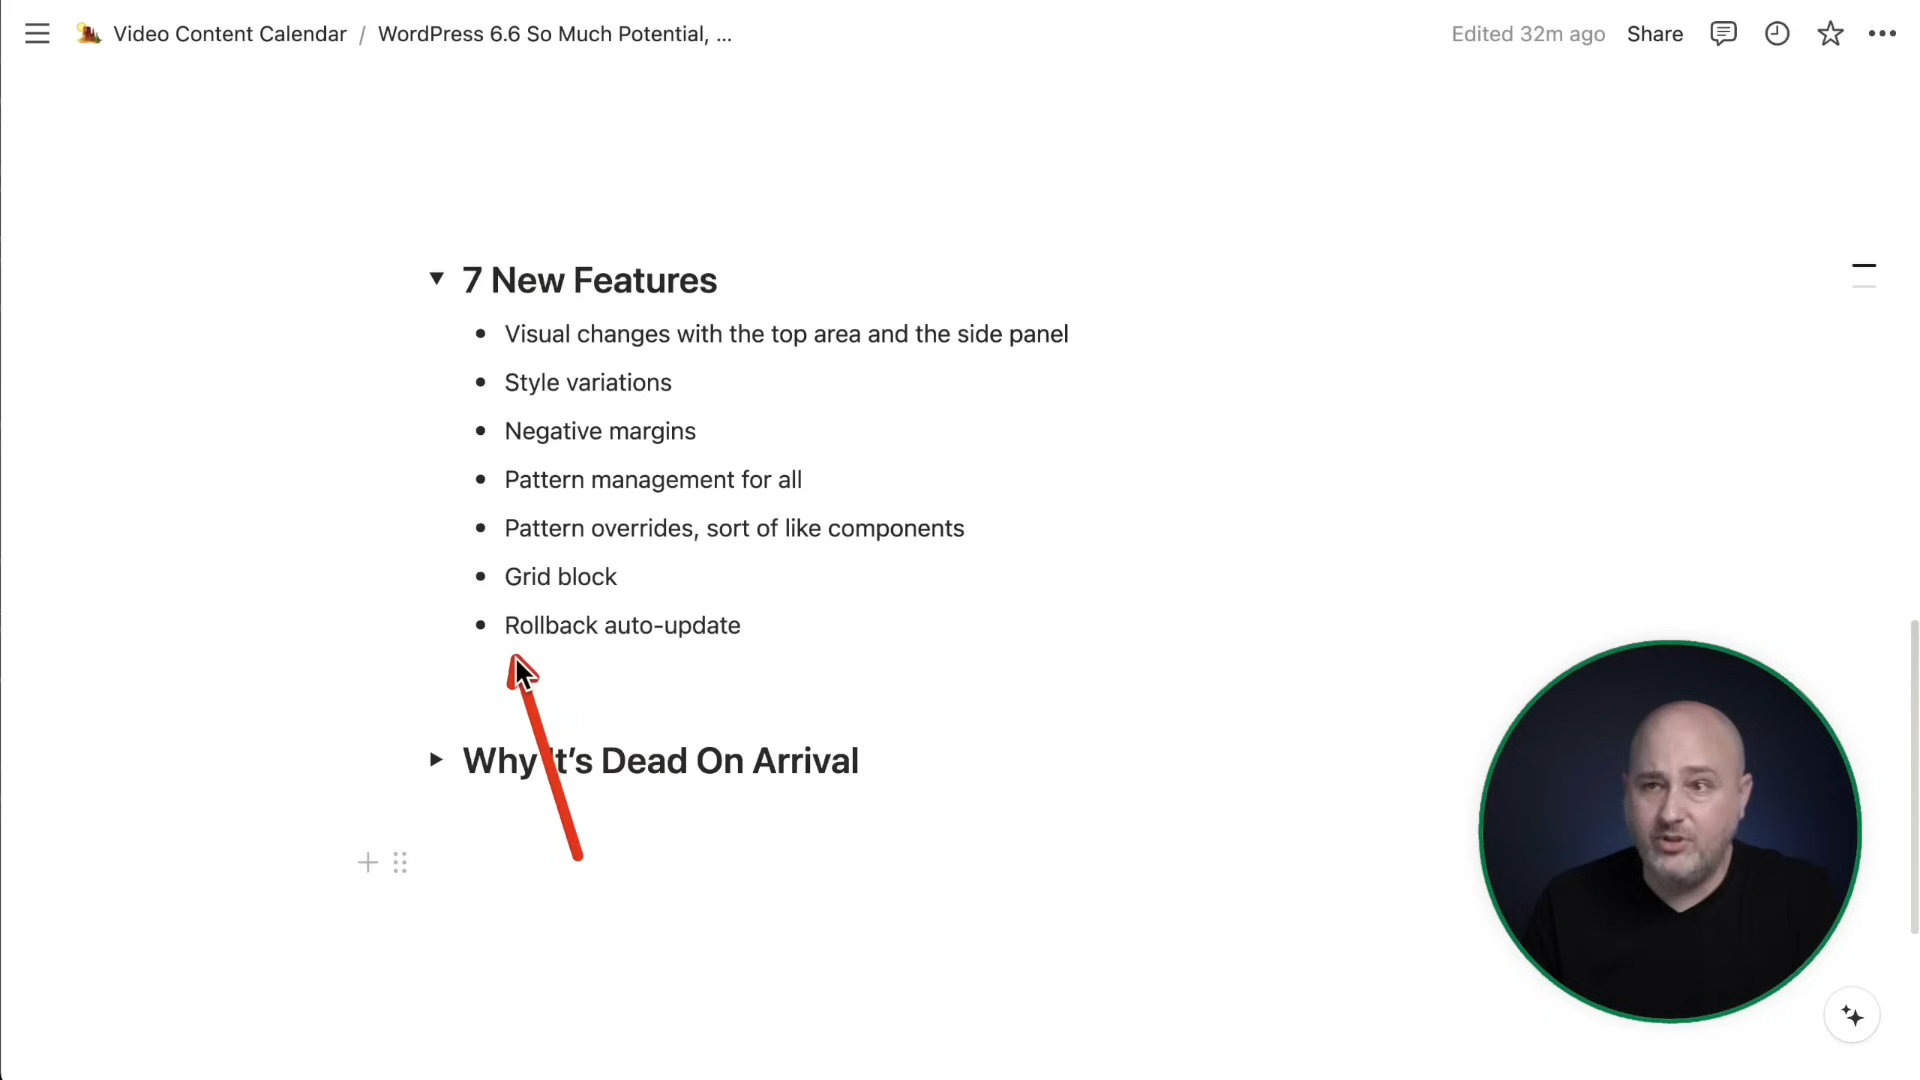 Video Content Calendar / WordPress 6.6 So Much Potential, ...
Edited 32m ago Share
7 New Features
Visual changes with the top area and the side panel
Style variations
Negative margins
Pattern management for all
Pattern overrides, sort of like components
Grid block
Rollback auto-update
Why It’s Dead On Arrival